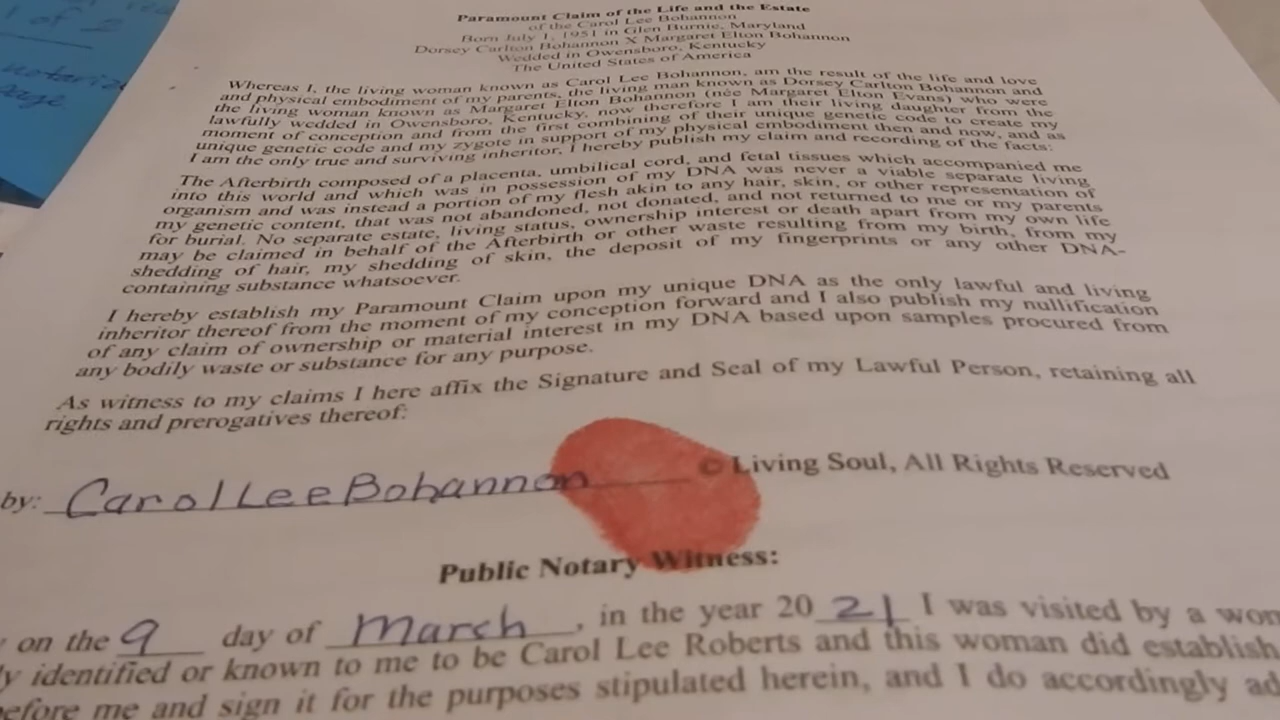 1 of 2
notarize
page
Paramount Claim of the Life and the Estate
of the Carol Lee Bohannon
Born July 1, 1951 in Glen Burnie, Maryland
Dorsey Carlton Bohannon X Margaret Elton Bohannon
Wedded in Owensboro, Kentucky
The United States of America
Whereas I, the living woman known as Carol Lee Bohannon, am the result of the life and love
and physical embodiment of my parents, the living man known as Dorsey Carlton Bohannon and
the living woman known as Margaret Elton Bohannon (née Margaret Elton Evans) who were
lawfully wedded in Owensboro, Kentucky, now therefore I am their living daughter from the
moment of conception and from the first combining of their unique genetic code to create my
unique genetic code and my zygote in support of my physical embodiment then and now, and as
I am the only true and surviving inheritor, I hereby publish my claim and recording of the facts:
The Afterbirth composed of a placenta, umbilical cord, and fetal tissues which accompanied me
into this world and which was in possession of my DNA was never a viable separate living
organism and was instead a portion of my flesh akin to any hair, skin, or other representation of
my genetic content, that was not abandoned, not donated, and not returned to me or my parents
for burial. No separate estate, living status, ownership interest or death apart from my own life
may be claimed in behalf of the Afterbirth or other waste resulting from my birth, from my
shedding of hair, my shedding of skin, the deposit of my fingerprints or any other DNA-
containing substance whatsoever.
I hereby establish my Paramount Claim upon my unique DNA as the only lawful and living
inheritor thereof from the moment of my conception forward and I also publish my nullification
of any claim of ownership or material interest in my DNA based upon samples procured from
any bodily waste or substance for any purpose.
As witness to my claims I here affix the Signature and Seal of my Lawful Person, retaining all
rights and prerogatives thereof:
by: Carol Lee Bohannon © Living Soul, All Rights Reserved
Public Notary Witness:
on the 9 day of March, in the year 20 21 I was visited by a
identified or known to me to be Carol Lee Roberts and this woman did establish
before me and sign it for the purposes stipulated herein, and I do accordingly